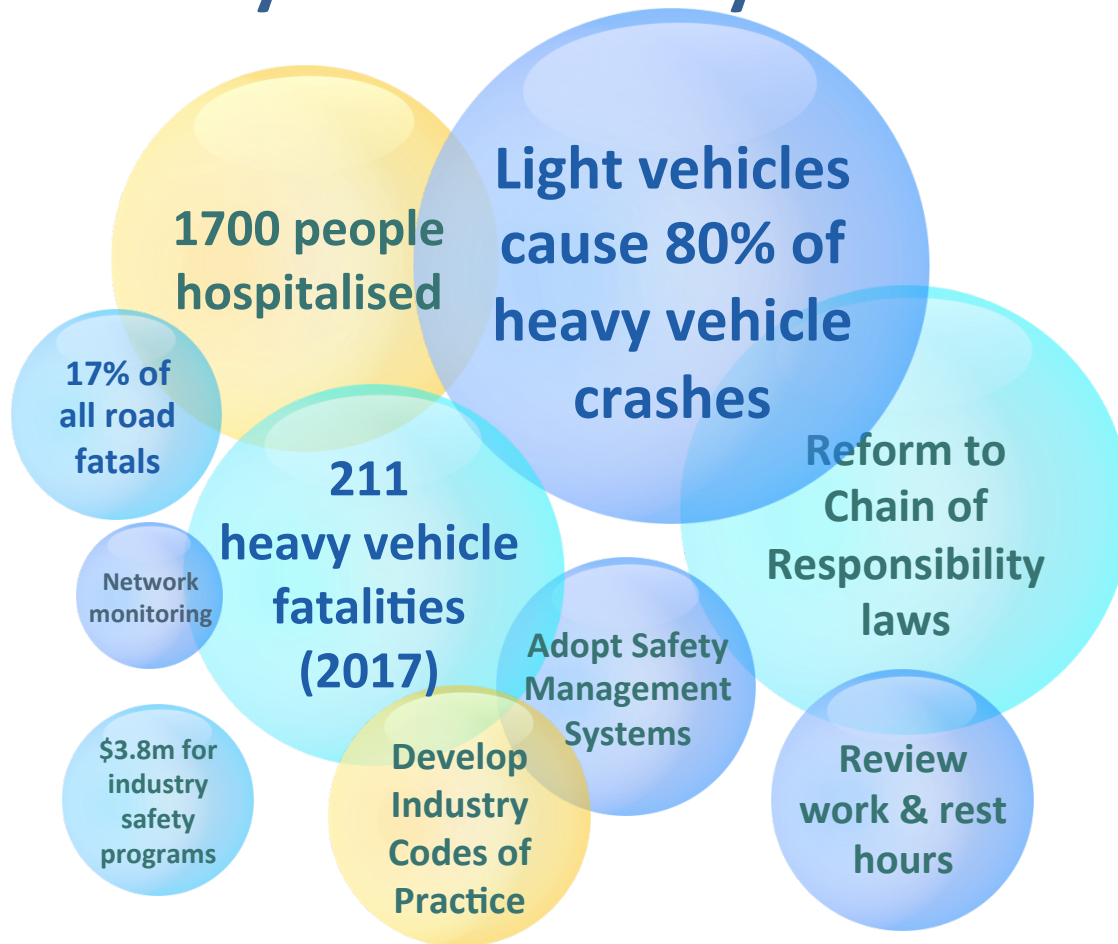 1700 people
hospitalised
Light vehicles
cause 80% of
heavy vehicle
crashes
17% of
all road
fatals
211
heavy vehicle
fatalities
(2017)
Reform to
Chain of
Responsibility
laws
Network
monitoring
Adopt Safety
Management
Systems
$3.8m for
industry
safety
programs
Develop
Industry
Codes of
Practice
Review
work & rest
hours